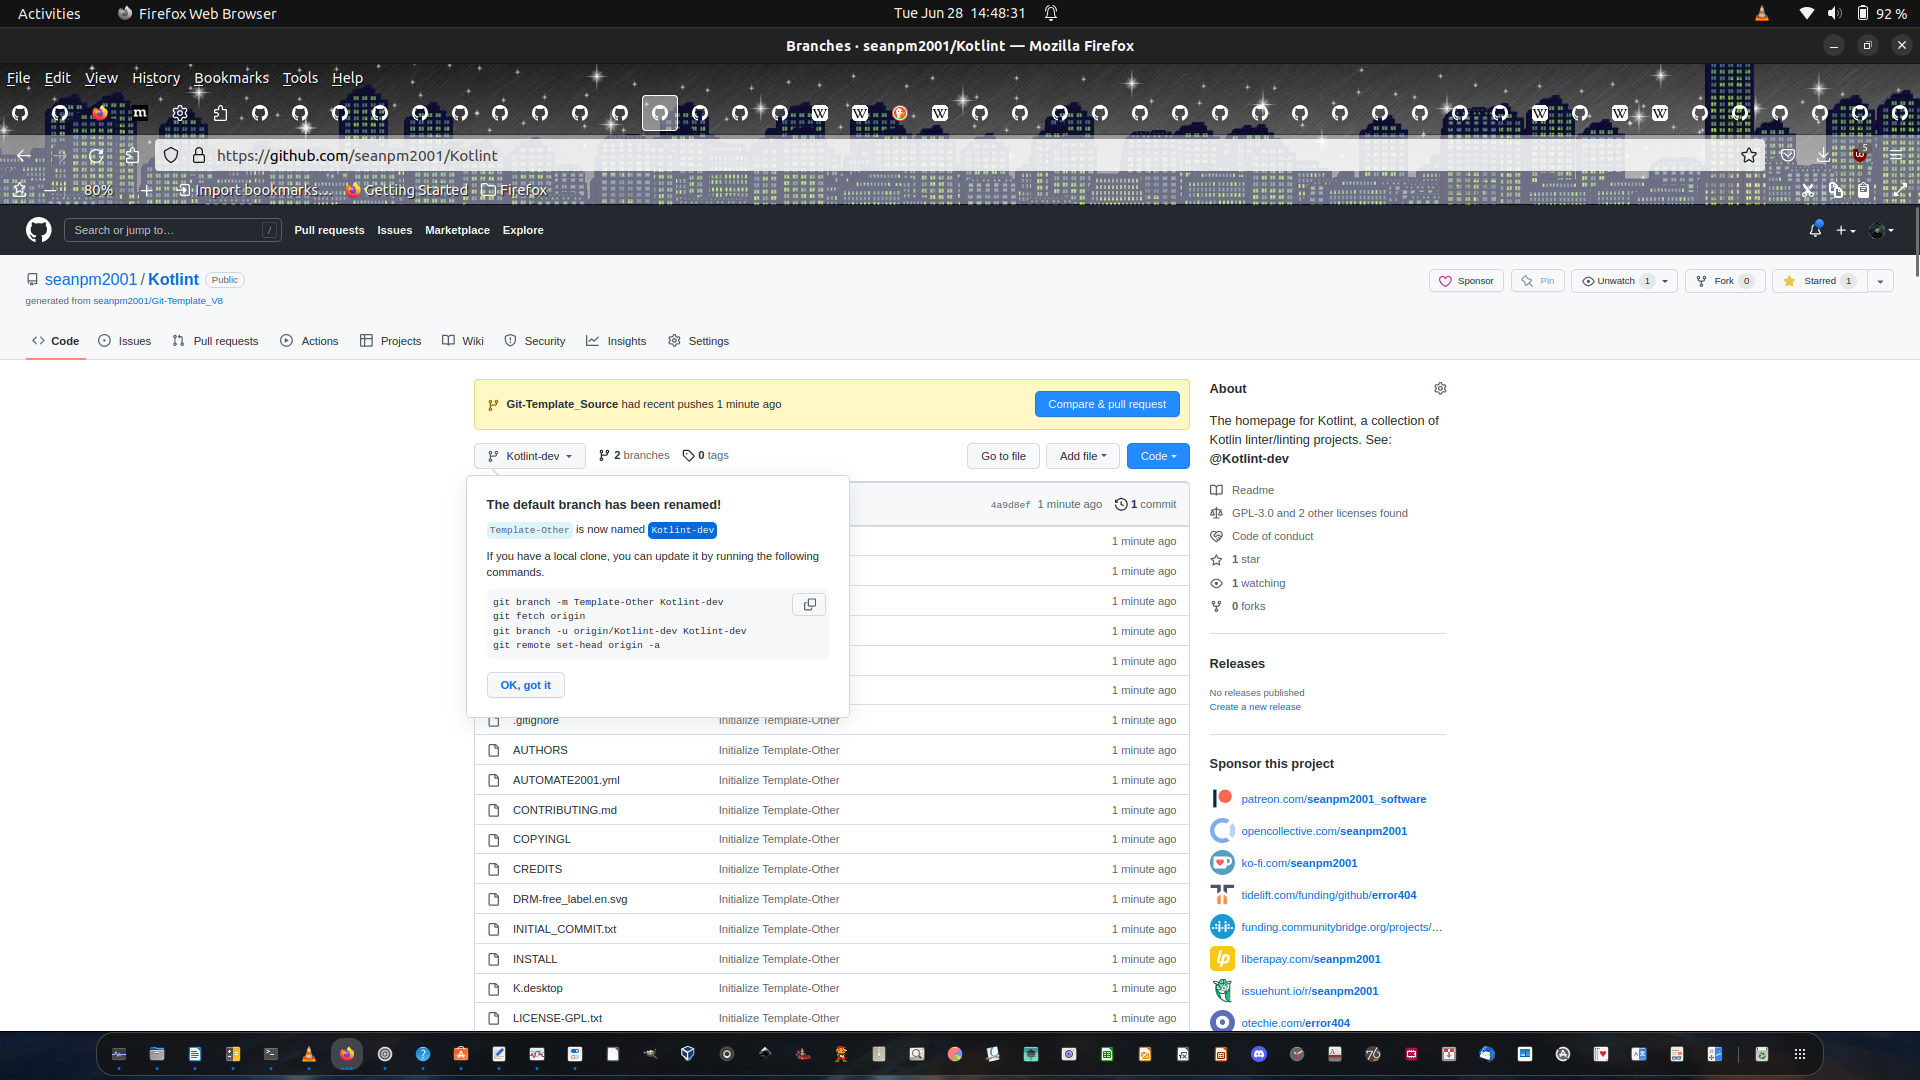 Activities Firefox Web Browser Tue Jun 28 14:48:31 92 %
Branches · seanpm2001/Kotlint — Mozilla Firefox
File Edit View History Bookmarks Tools Help
https://github.com/seanpm2001/Kotlint 5
80% Import bookmarks... Getting Started Firefox
Search or jump to... / Pull requests Issues Marketplace Explore
seanpm2001 / Kotlint Public Sponsor Pin Unwatch 1 Fork 0 Starred 1
generated from seanpm2001/Git-Template_V8
Code Issues Pull requests Actions Projects Wiki Security Insights Settings
Git-Template_Source had recent pushes 1 minute ago Compare & pull request
Kotlint-dev 2 branches 0 tags Go to file Add file Code
The default branch has been renamed!
Template-Other is now named Kotlint-dev
If you have a local clone, you can update it by running the following
commands.
git branch -m Template-Other Kotlint-dev
git fetch origin
git branch -u origin/Kotlint-dev Kotlint-dev
git remote set-head origin -a
OK, got it
4a9d8ef 1 minute ago 1 commit
1 minute ago
1 minute ago
1 minute ago
1 minute ago
1 minute ago
1 minute ago
.gitignore Initialize Template-Other 1 minute ago
AUTHORS Initialize Template-Other 1 minute ago
AUTOMATE2001.yml Initialize Template-Other 1 minute ago
CONTRIBUTING.md Initialize Template-Other 1 minute ago
COPYINGL Initialize Template-Other 1 minute ago
CREDITS Initialize Template-Other 1 minute ago
DRM-free_label.en.svg Initialize Template-Other 1 minute ago
INITIAL_COMMIT.txt Initialize Template-Other 1 minute ago
INSTALL Initialize Template-Other 1 minute ago
K.desktop Initialize Template-Other 1 minute ago
LICENSE-GPL.txt Initialize Template-Other 1 minute ago
About
The homepage for Kotlint, a collection of
Kotlin linter/linting projects. See:
@Kotlint-dev
Readme
GPL-3.0 and 2 other licenses found
Code of conduct
1 star
1 watching
0 forks
Releases
No releases published
Create a new release
Sponsor this project
patreon.com/seanpm2001_software
opencollective.com/seanpm2001
ko-fi.com/seanpm2001
tidelift.com/funding/github/error404
funding.communitybridge.org/projects/...
liberapay.com/seanpm2001
issuehunt.io/r/seanpm2001
otechie.com/error404